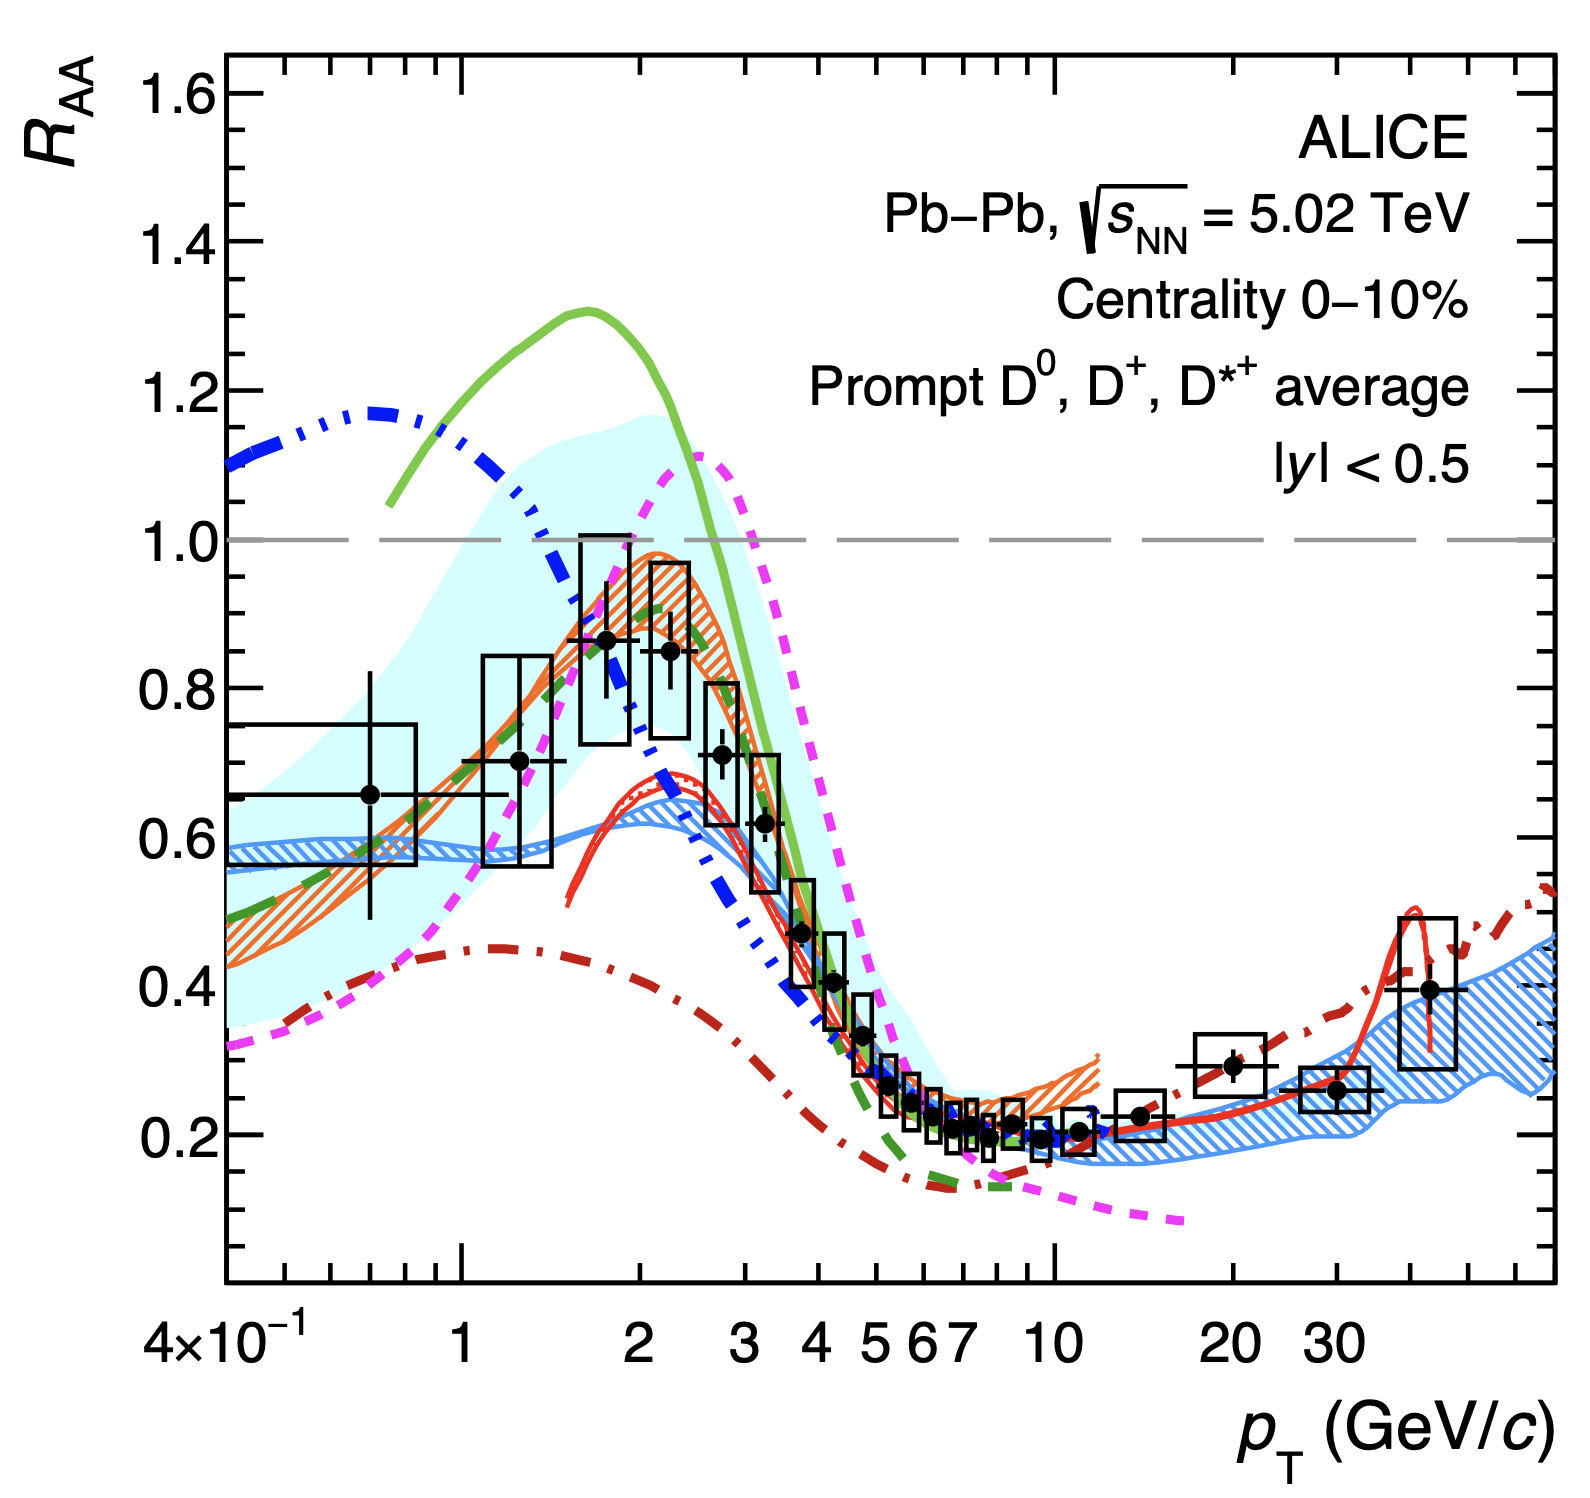 R_AA
1.6
1.4
1.2
1.0
0.8
0.6
0.4
0.2
ALICE
Pb–Pb, √s_NN = 5.02 TeV
Centrality 0–10%
Prompt D⁰, D⁺, D*⁺ average
|y| < 0.5
4×10⁻¹ 1 2 3 4 5 6 7 10 20 30
p_T (GeV/c)